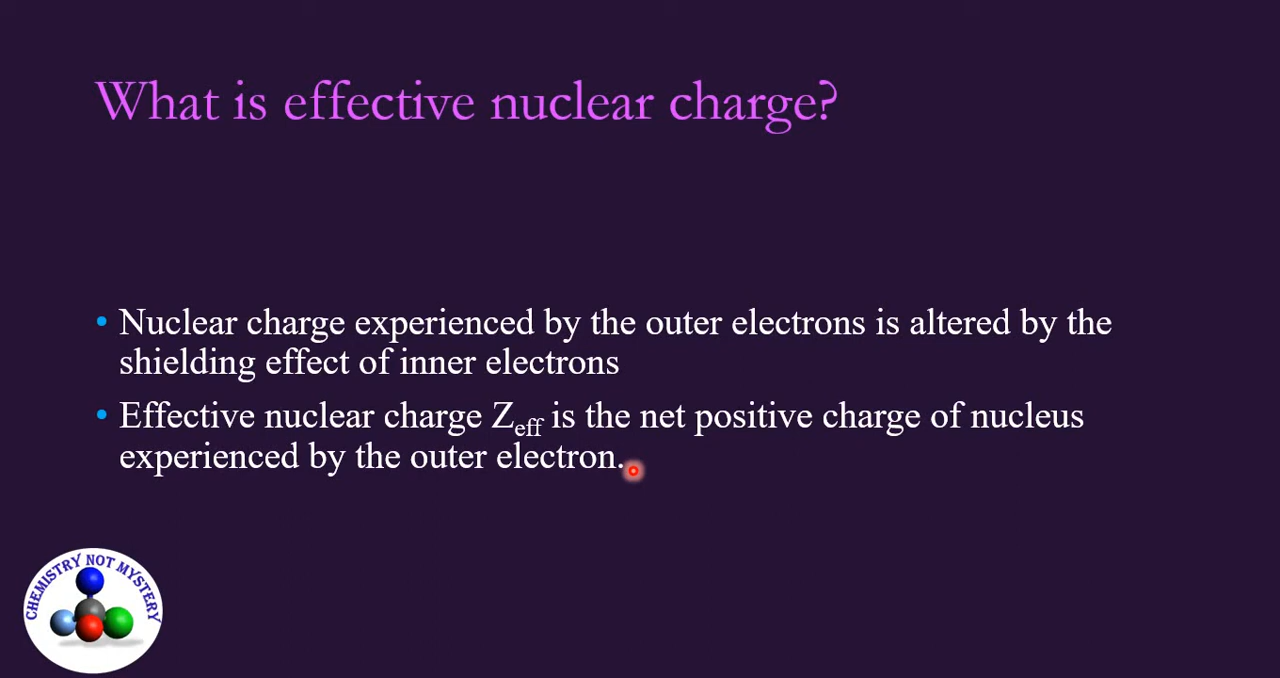 What is effective nuclear charge?
• Nuclear charge experienced by the outer electrons is altered by the
shielding effect of inner electrons
• Effective nuclear charge Zeff is the net positive charge of nucleus
experienced by the outer electron.
CHEMISTRY NOT MYSTERY